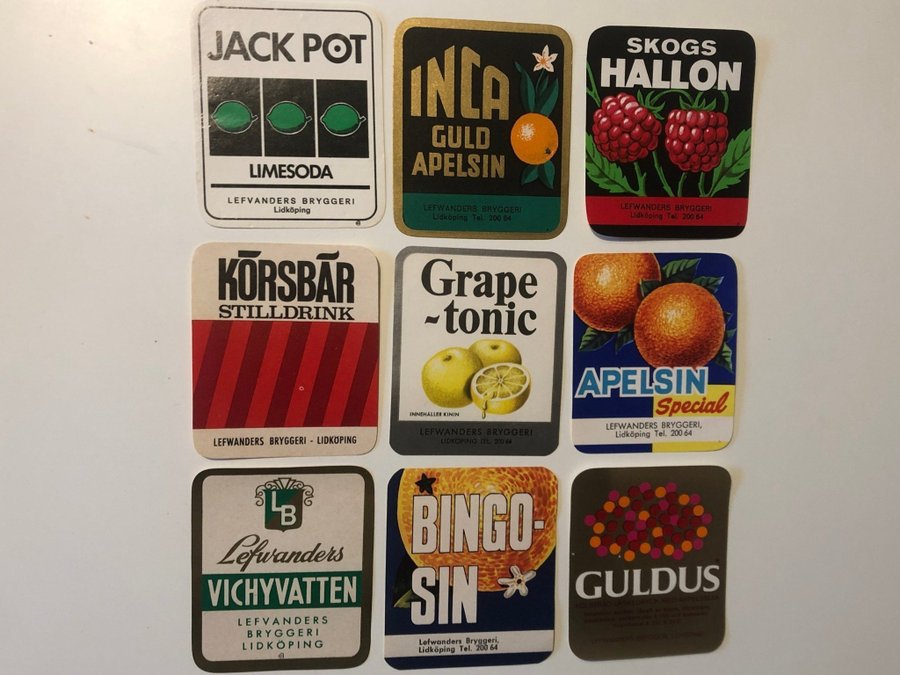 JACK POT
LIMESODA
LEFVANDERS BRYGGERI
Lidköping
INCA
GULD
APELSIN
LEFWANDERS BRYGGERI
Lidköping Tel. 200 64
SKOGS
HALLON
LEFWANDERS BRYGGERI
Lidköping Tel. 200 64
KÖRSBÄR
STILLDRINK
LEFWANDERS BRYGGERI - LIDKÖPING
Grape
-tonic
INNEHÅLLER KININ
LEFWANDERS BRYGGERI
LIDKÖPING TEL. 200 64
APELSIN
Special
LEFWANDERS BRYGGERI,
Lidköping Tel. 200 64
LB
Lefwanders
VICHYVATTEN
LEFVANDERS
BRYGGERI
LIDKÖPING
BINGO-
SIN
Lefwanders Bryggeri,
Lidköping Tel. 200 64
GULDUS